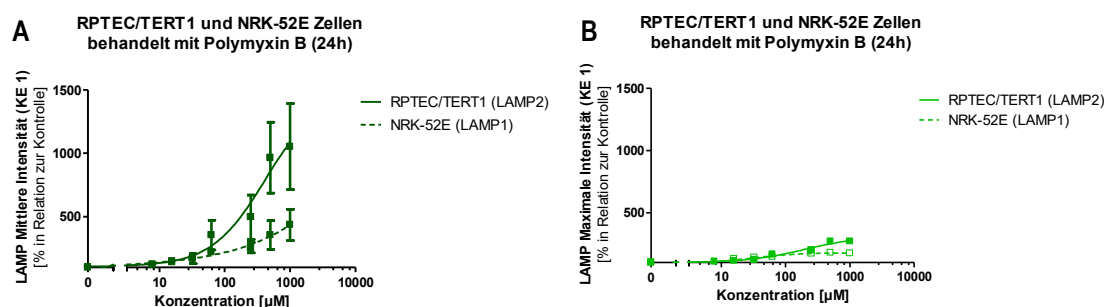 A
RPTEC/TERT1 und NRK-52E Zellen
behandelt mit Polymyxin B (24h)
LAMP Mittlere Intensität (KE 1)
[% in Relation zur Kontrolle]
1500
1000
500
0
10
100
1000
10000
Konzentration [µM]
RPTEC/TERT1 (LAMP2)
NRK-52E (LAMP1)
B
RPTEC/TERT1 und NRK-52E Zellen
behandelt mit Polymyxin B (24h)
LAMP Maximale Intensität (KE 1)
[% in Relation zur Kontrolle]
1500
1000
500
0
10
100
1000
10000
Konzentration [µM]
RPTEC/TERT1 (LAMP2)
NRK-52E (LAMP1)